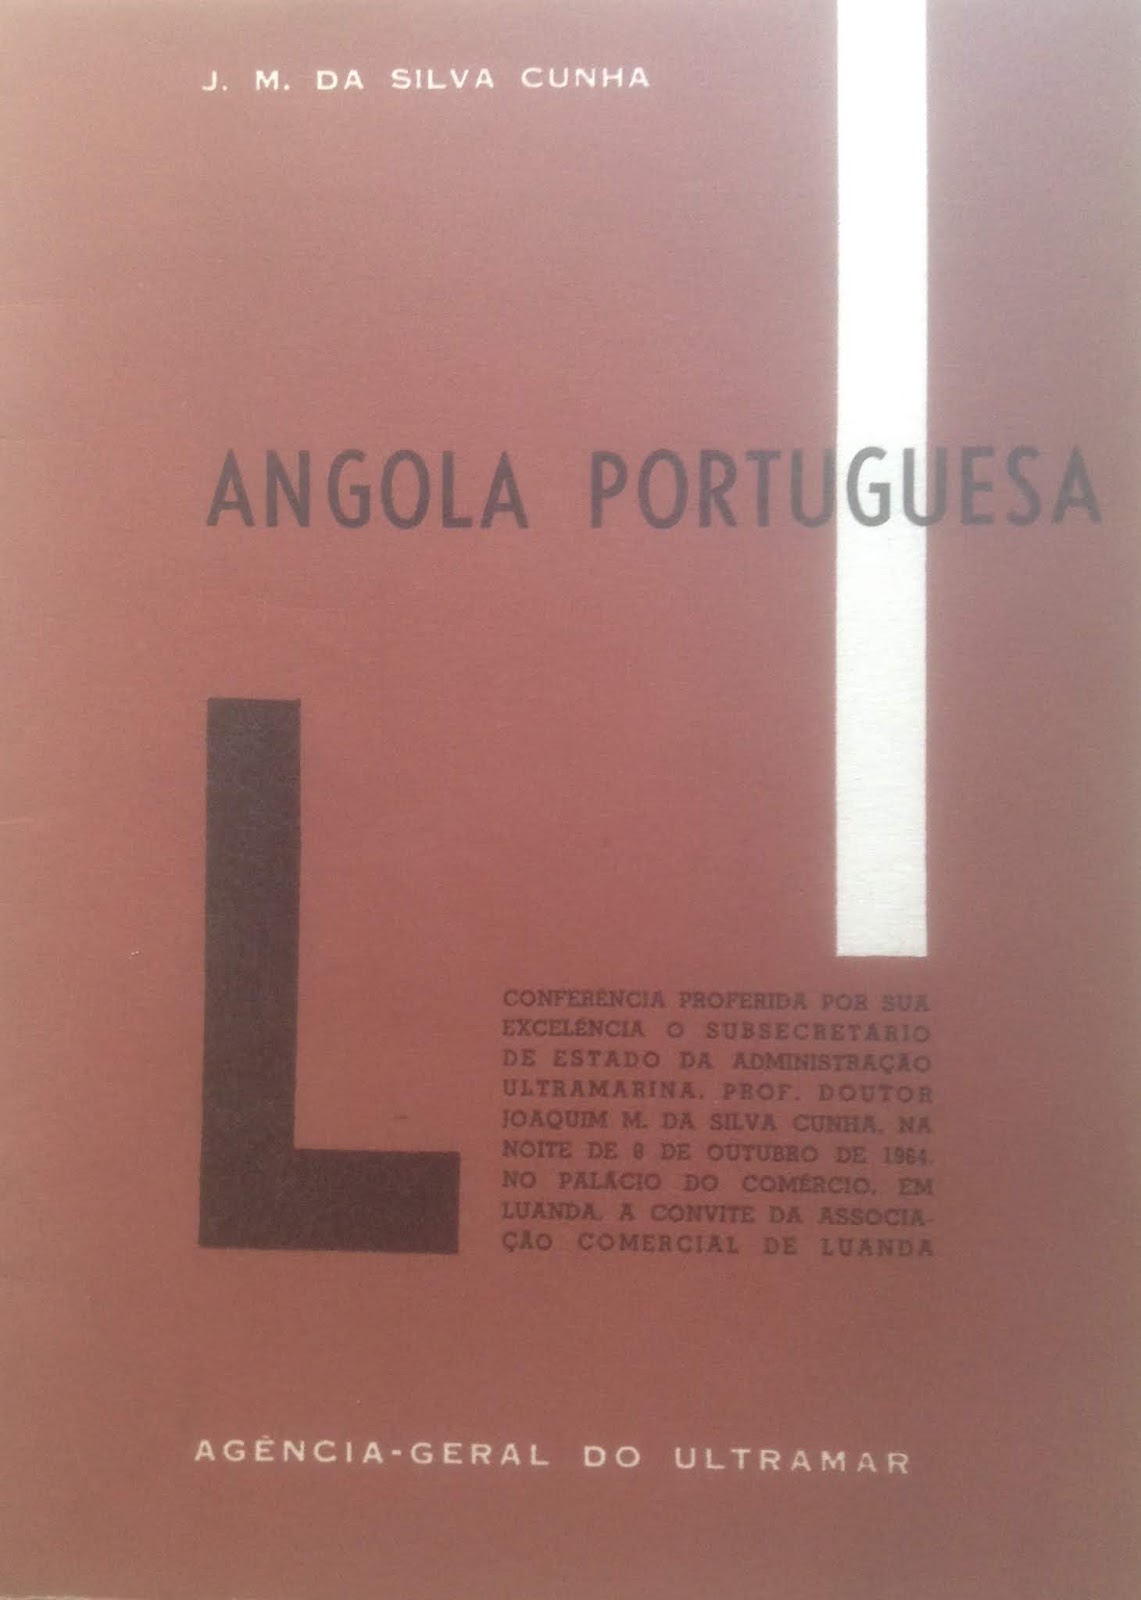 J. M. DA SILVA CUNHA
ANGOLA PORTUGUESA
CONFERÊNCIA PROFERIDA POR SUA
EXCELÊNCIA O SUBSECRETÁRIO
DE ESTADO DA ADMINISTRAÇÃO
ULTRAMARINA, PROF. DOUTOR
JOAQUIM M. DA SILVA CUNHA, NA
NOITE DE 8 DE OUTUBRO DE 1964,
NO PALÁCIO DO COMÉRCIO, EM
LUANDA, A CONVITE DA ASSOCIA-
ÇÃO COMERCIAL DE LUANDA
AGÊNCIA-GERAL DO ULTRAMAR